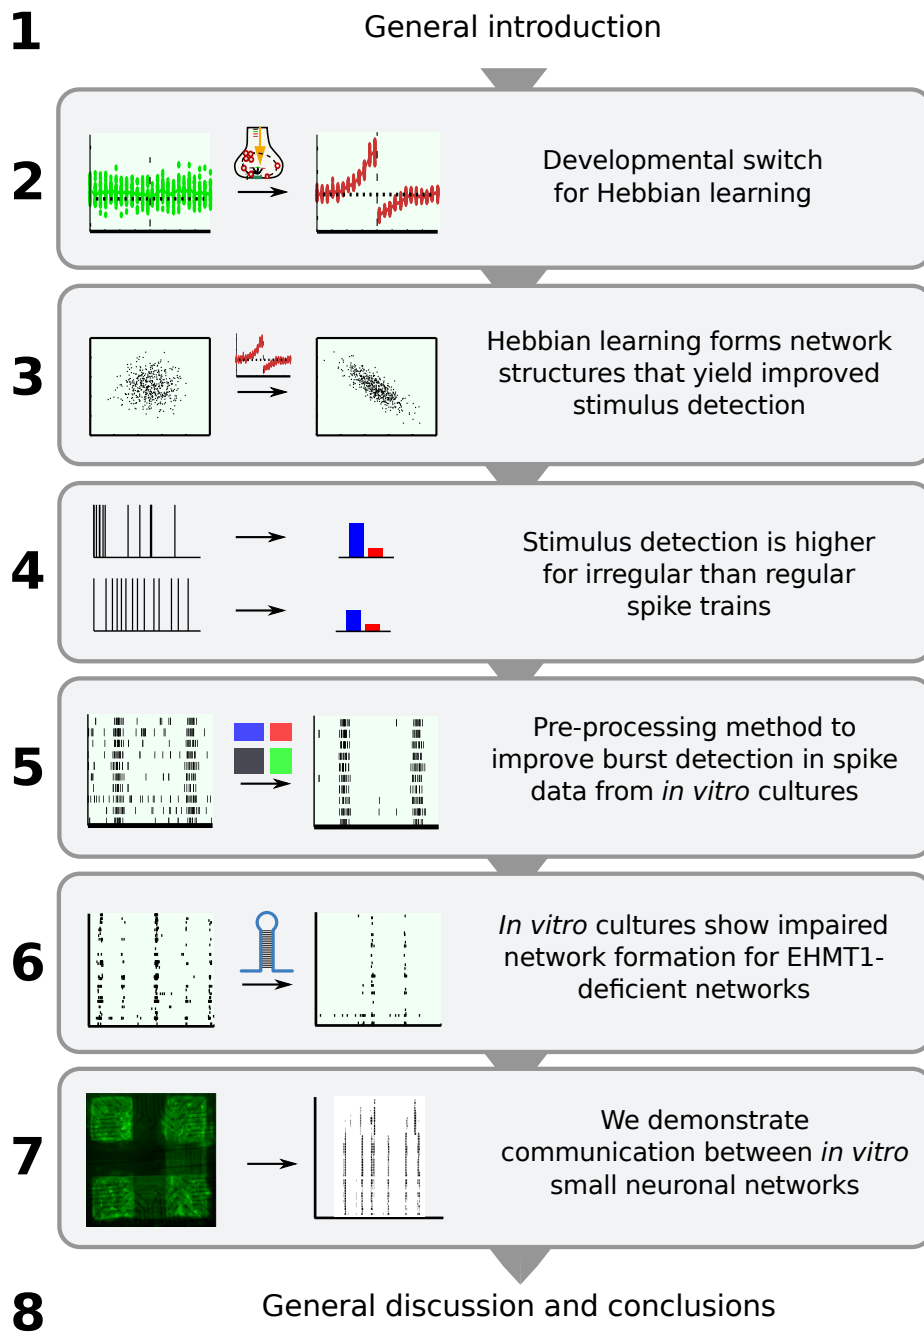 1
General introduction
2
Developmental switch
for Hebbian learning
3
Hebbian learning forms network
structures that yield improved
stimulus detection
4
Stimulus detection is higher
for irregular than regular
spike trains
5
Pre-processing method to
improve burst detection in spike
data from in vitro cultures
6
In vitro cultures show impaired
network formation for EHMT1-
deficient networks
7
We demonstrate
communication between in vitro
small neuronal networks
8
General discussion and conclusions